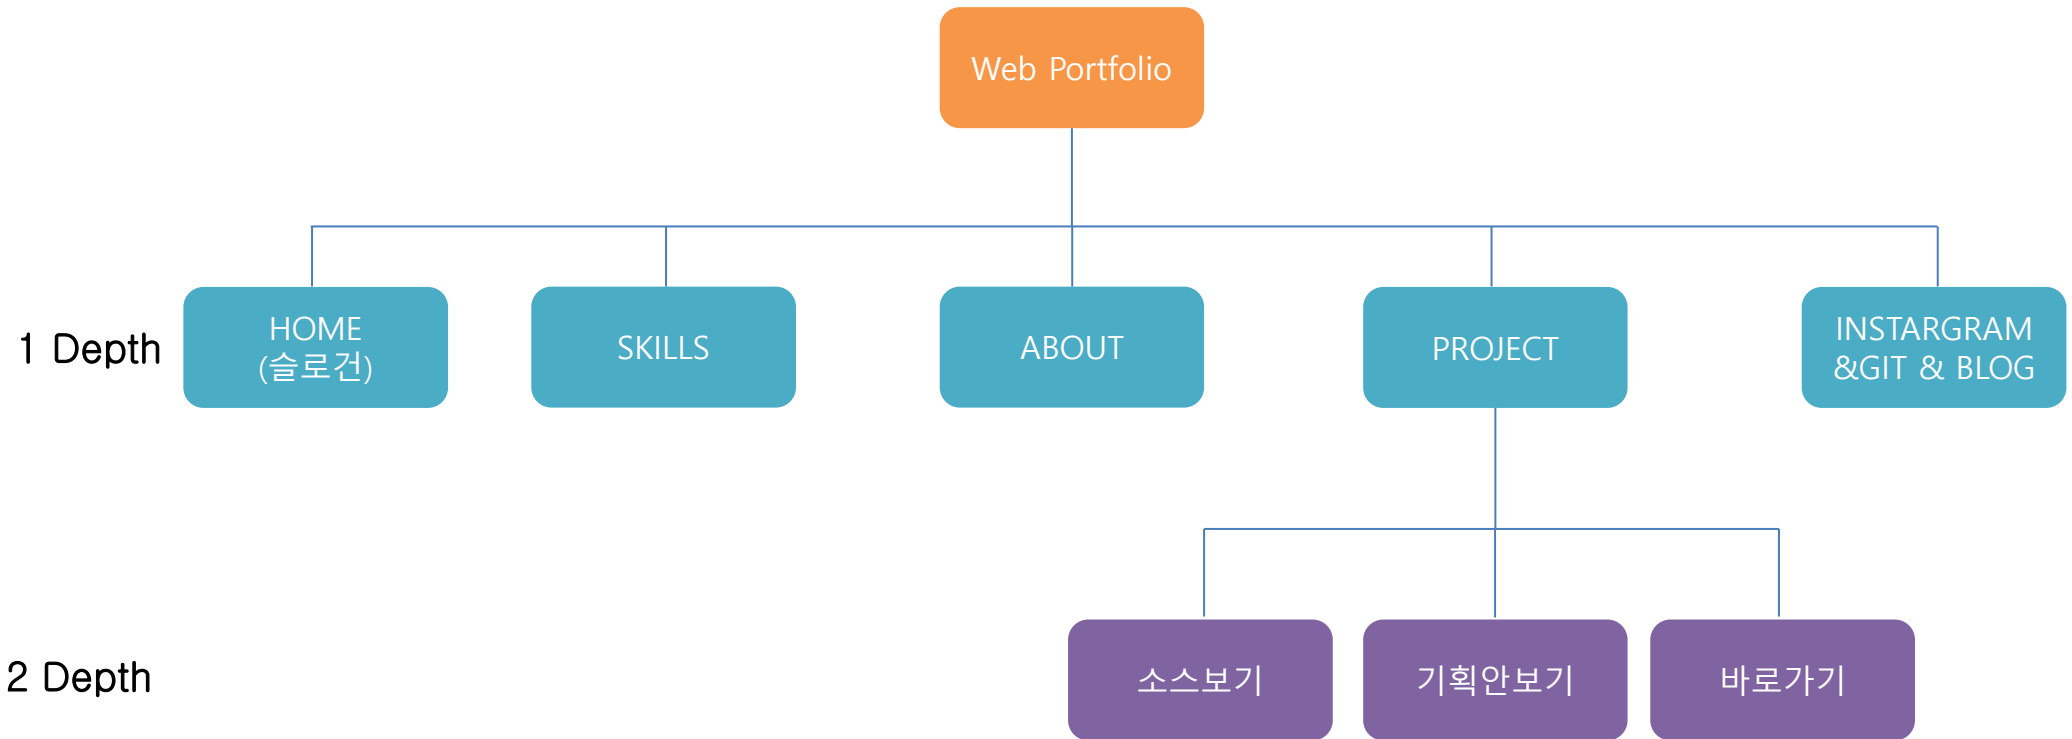 Web Portfolio
1 Depth
HOME
(슬로건)
SKILLS
ABOUT
PROJECT
INSTARGRAM
&GIT & BLOG
2 Depth
소스보기
기획안보기
바로가기